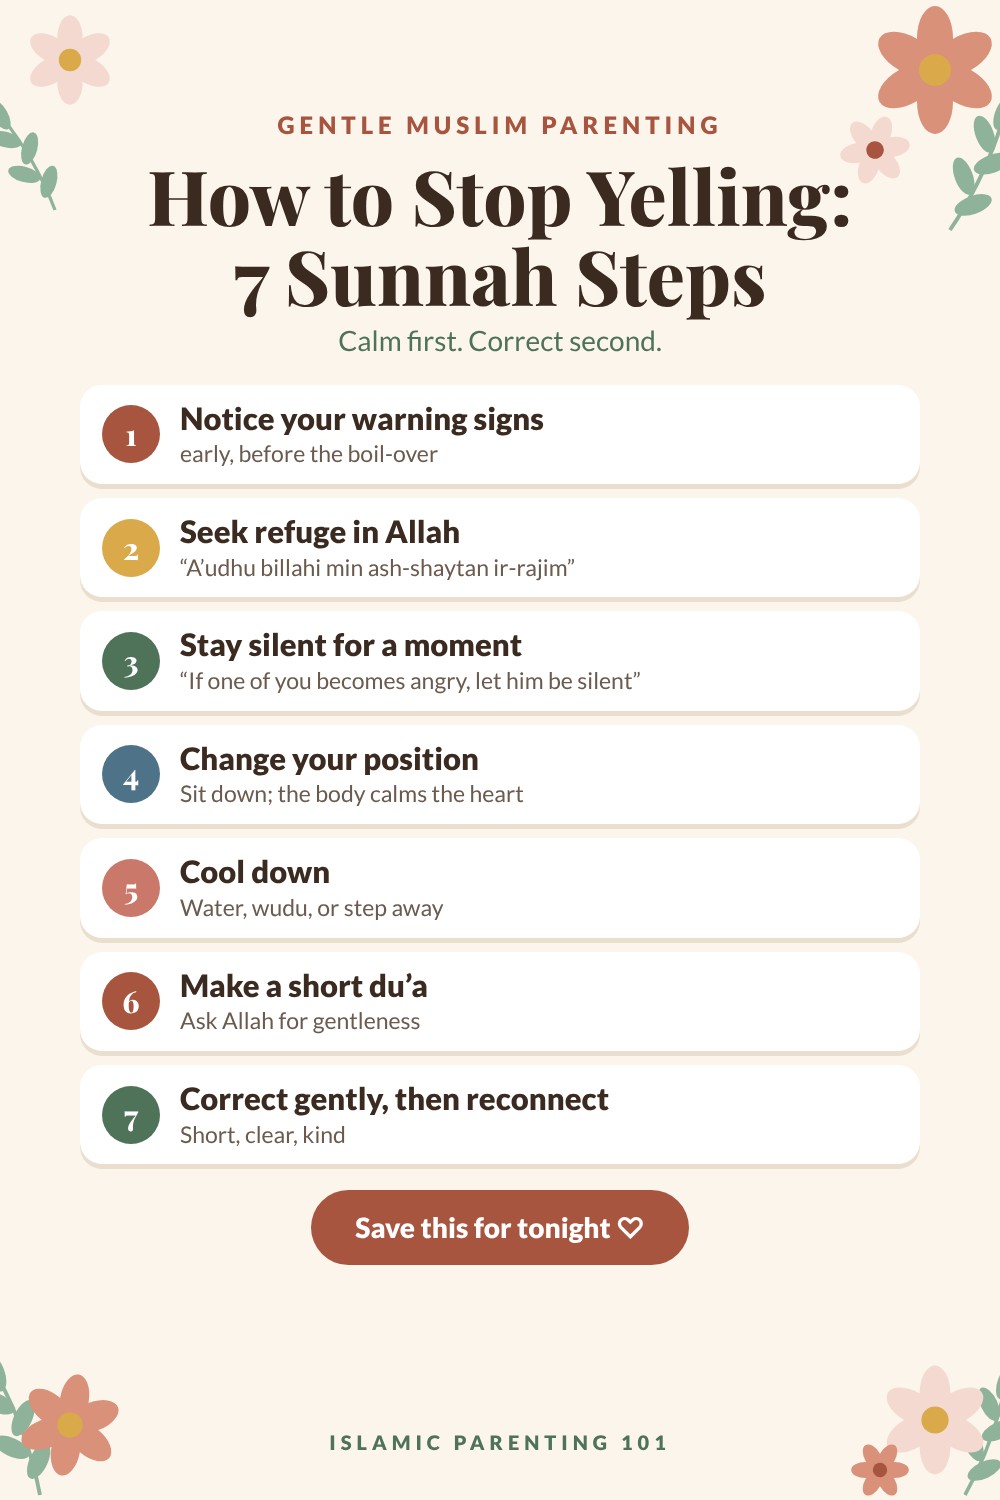 GENTLE MUSLIM PARENTING
How to Stop Yelling:
7 Sunnah Steps
Calm first. Correct second.
1
Notice your warning signs
early, before the boil-over
2
Seek refuge in Allah
“A’udhu billahi min ash-shaytan ir-rajim”
3
Stay silent for a moment
“If one of you becomes angry, let him be silent”
4
Change your position
Sit down; the body calms the heart
5
Cool down
Water, wudu, or step away
6
Make a short du’a
Ask Allah for gentleness
7
Correct gently, then reconnect
Short, clear, kind
Save this for tonight ♡
ISLAMIC PARENTING 101